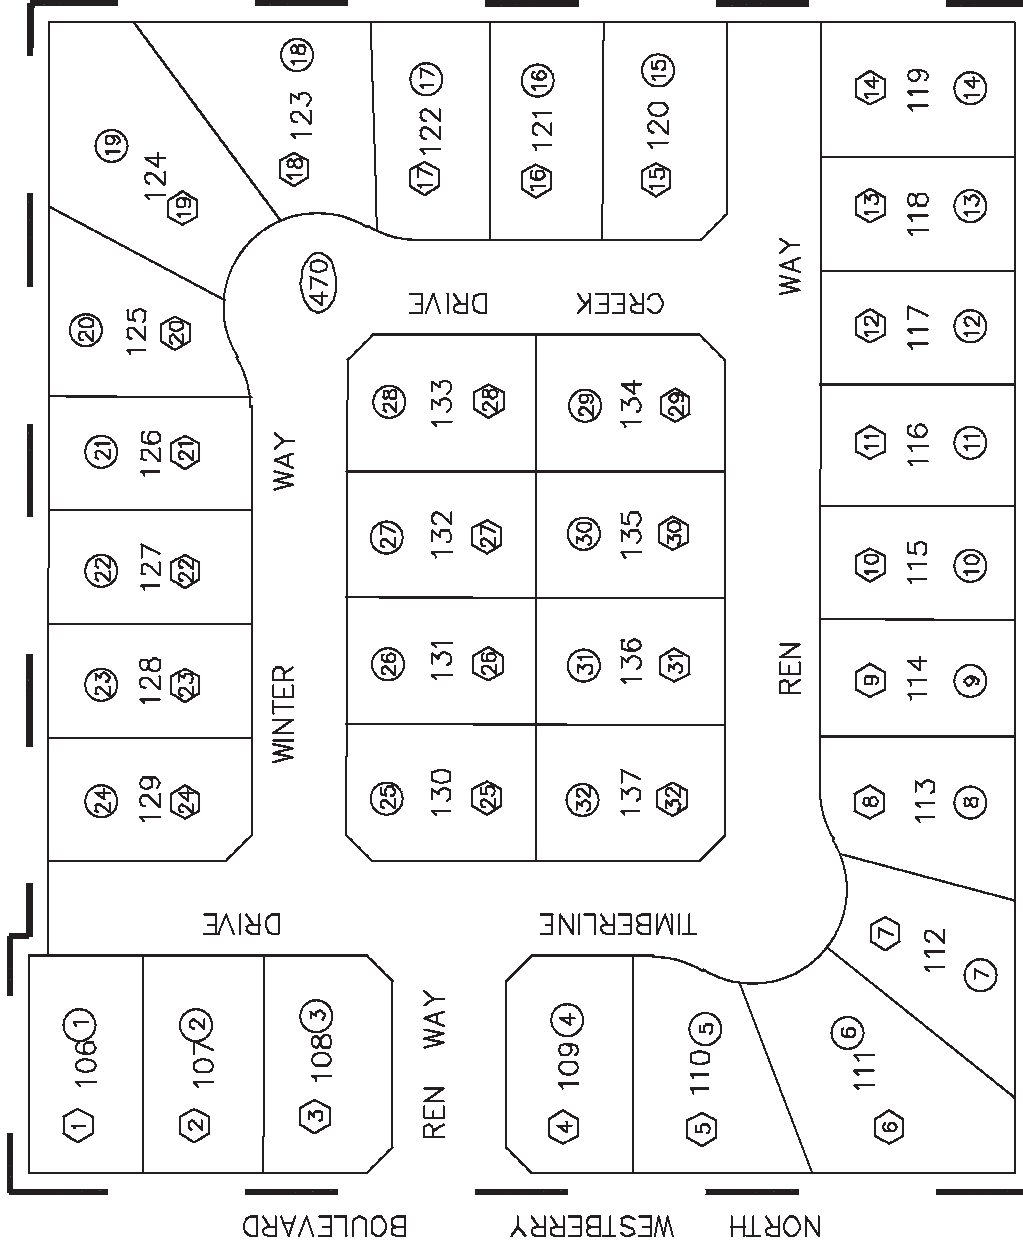 19 124 19
18 123 18
17 122 17
16 121 16
15 120 15
14 119 14
20 125 20
470
13 118 13
12 117 12
11 116 11
10 115 10
9 114 9
8 113 8
7 112 7
6 111 6
CREEK DRIVE
REN WAY
WINTER WAY
21 126 21
22 127 22
23 128 23
24 129 24
28 133 28
29 134 29
27 132 27
30 135 30
26 131 26
31 136 31
25 130 25
32 137 32
TIMBERLINE DRIVE
1 106 1
2 107 2
3 108 3
REN WAY
4 109 4
5 110 5
NORTH WESTBERRY BOULEVARD